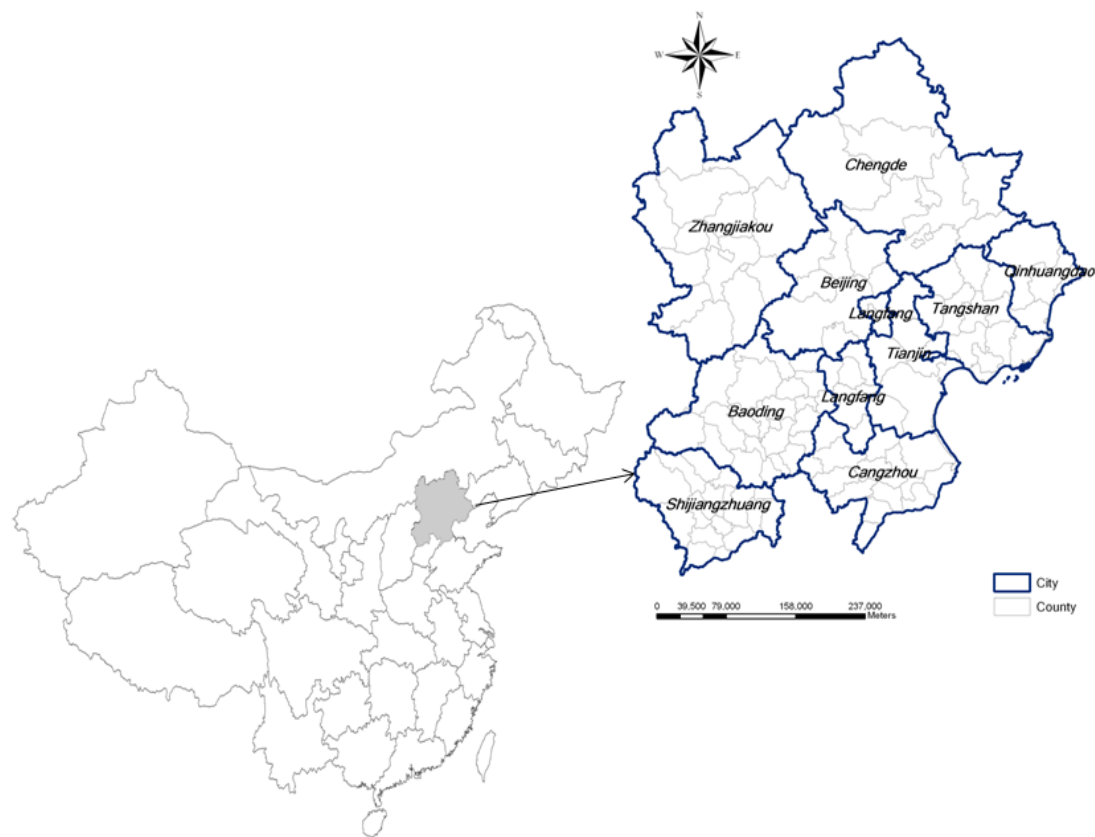 N
W E
S
Chengde
Zhangjiakou
Qinhuangdao
Beijing
Langfang
Tangshan
Tianjin
Langfang
Baoding
Cangzhou
Shijiangzhuang
City
County
0 39,500 79,000 158,000 237,000
Meters